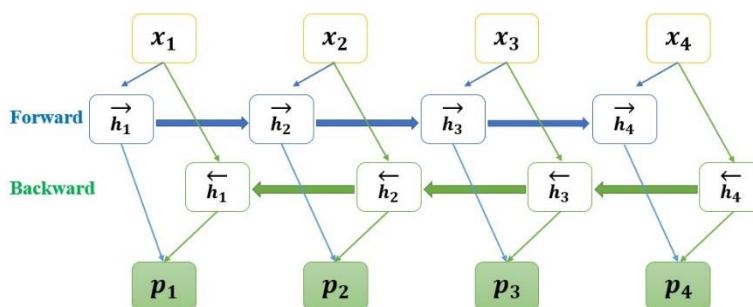 x₁ x₂ x₃ x₄
Forward →h₁ →h₂ →h₃ →h₄
Backward ←h₁ ←h₂ ←h₃ ←h₄
p₁ p₂ p₃ p₄